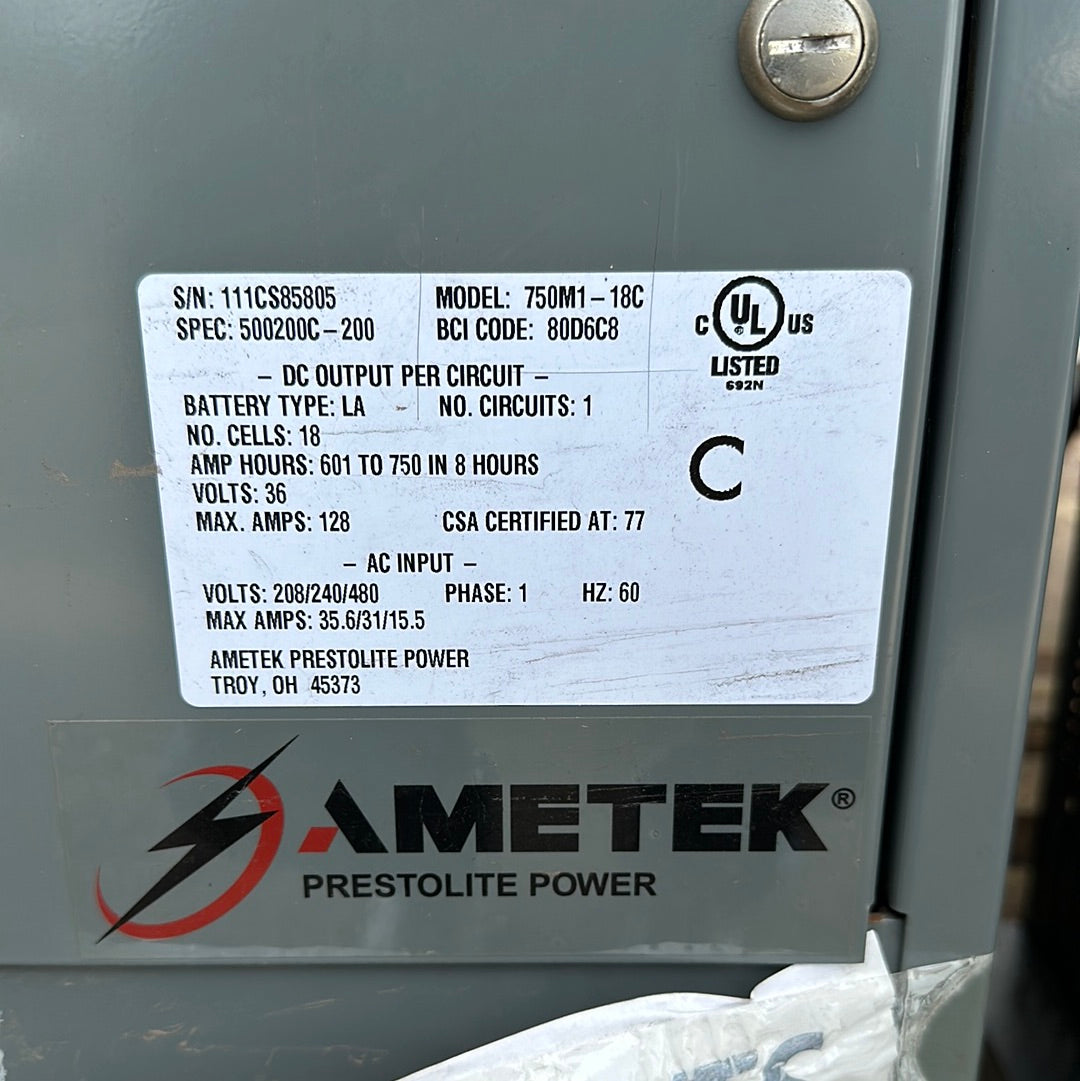 S/N: 111CS85805 MODEL: 750M1-18C
SPEC: 500200C-200 BCI CODE: 80D6C8
C UL ® US
LISTED
692N
- DC OUTPUT PER CIRCUIT -
BATTERY TYPE: LA NO. CIRCUITS: 1
NO. CELLS: 18
AMP HOURS: 601 TO 750 IN 8 HOURS
C
VOLTS: 36
MAX. AMPS: 128 CSA CERTIFIED AT: 77
- AC INPUT -
VOLTS: 208/240/480 PHASE: 1 HZ: 60
MAX AMPS: 35.6/31/15.5
AMETEK PRESTOLITE POWER
TROY, OH 45373
AMETEK®
PRESTOLITE POWER